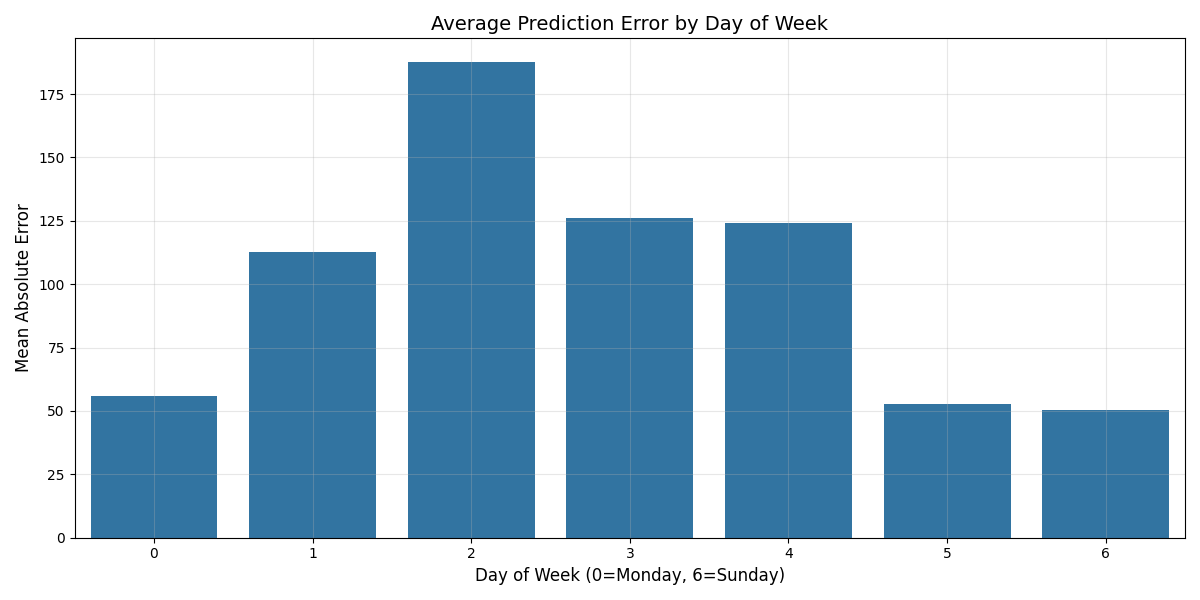 Average Prediction Error by Day of Week
Mean Absolute Error
175
150
125
100
75
50
25
0
0 1 2 3 4 5 6
Day of Week (0=Monday, 6=Sunday)